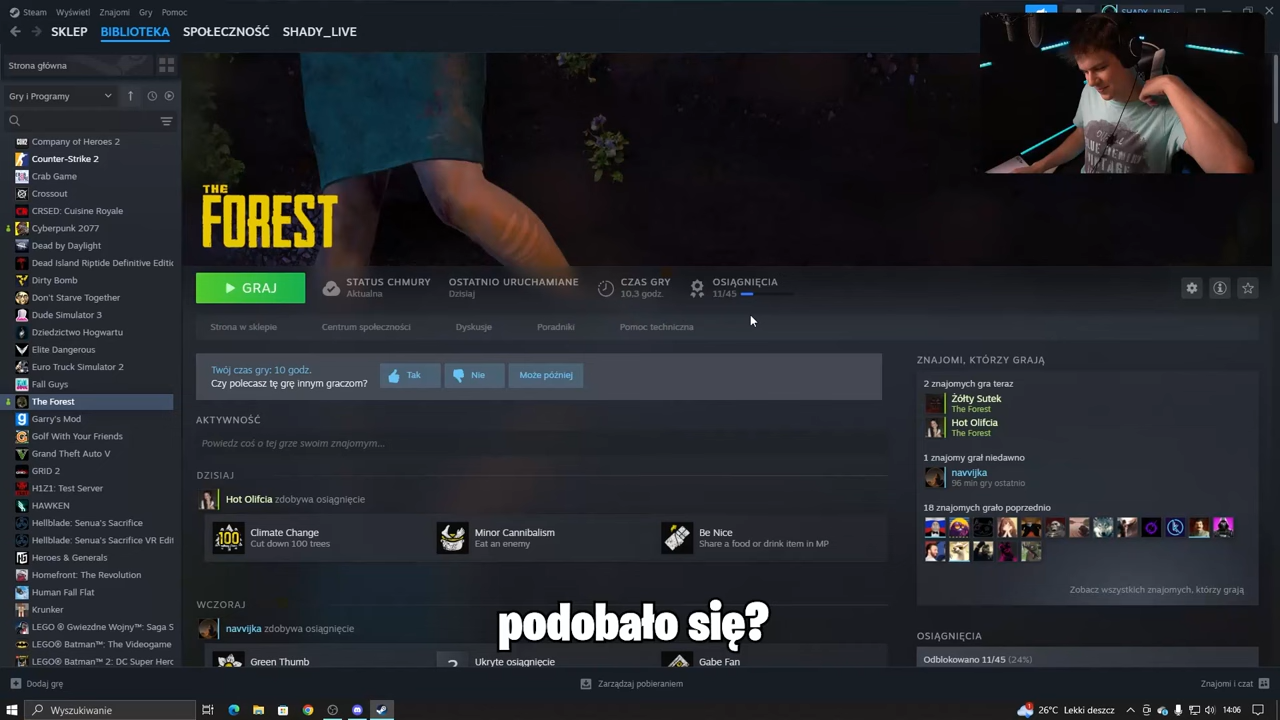 Steam Wyświetl Znajomi Gry Pomoc
SHADY_LIVE
SKLEP BIBLIOTEKA SPOŁECZNOŚĆ SHADY_LIVE
Strona główna
Gry i Programy
Company of Heroes 2
Counter-Strike 2
Crab Game
Crossout
CRSED: Cuisine Royale
Cyberpunk 2077
Dead by Daylight
Dead Island Riptide Definitive Editi
Dirty Bomb
Don't Starve Together
Dude Simulator 3
Dziedzictwo Hogwartu
Elite Dangerous
Euro Truck Simulator 2
Fall Guys
The Forest
Garry's Mod
Golf With Your Friends
Grand Theft Auto V
GRID 2
H1Z1: Test Server
HAWKEN
Hellblade: Senua's Sacrifice
Hellblade: Senua's Sacrifice VR Edit
Heroes & Generals
Homefront: The Revolution
Human Fall Flat
Krunker
LEGO ® Gwiezdne Wojny™: Saga S
LEGO® Batman™: The Videogame
LEGO® Batman™ 2: DC Super Herc
THE
FOREST
GRAJ
STATUS CHMURY
Aktualna
OSTATNIO URUCHAMIANE
Dzisiaj
CZAS GRY
10.3 godz.
OSIĄGNIĘCIA
11/45
Strona w sklepie Centrum społeczności Dyskusje Poradniki Pomoc techniczna
Twój czas gry: 10 godz.
Czy polecasz tę grę innym graczom?
Tak Nie Może później
AKTYWNOŚĆ
Powiedz coś o tej grze swoim znajomym...
DZISIAJ
Hot Olifcia zdobywa osiągnięcie
100
Climate Change
Cut down 100 trees
Minor Cannibalism
Eat an enemy
Be Nice
Share a food or drink item in MP
WCZORAJ
navvijka zdobywa osiągnięcie
Green Thumb
? Ukryte osiągnięcie
Gabe Fan
podobało się?
ZNAJOMI, KTÓRZY GRAJĄ
2 znajomych gra teraz
Żółty Sutek
The Forest
Hot Olifcia
The Forest
1 znajomy grał niedawno
navvijka
96 min gry ostatnio
18 znajomych grało poprzednio
Zobacz wszystkich znajomych, którzy grają
OSIĄGNIĘCIA
Odblokowano 11/45 (24%)
Dodaj grę
Zarządzaj pobieraniem
Znajomi i czat
Wyszukiwanie
26°C Lekki deszcz
14:06